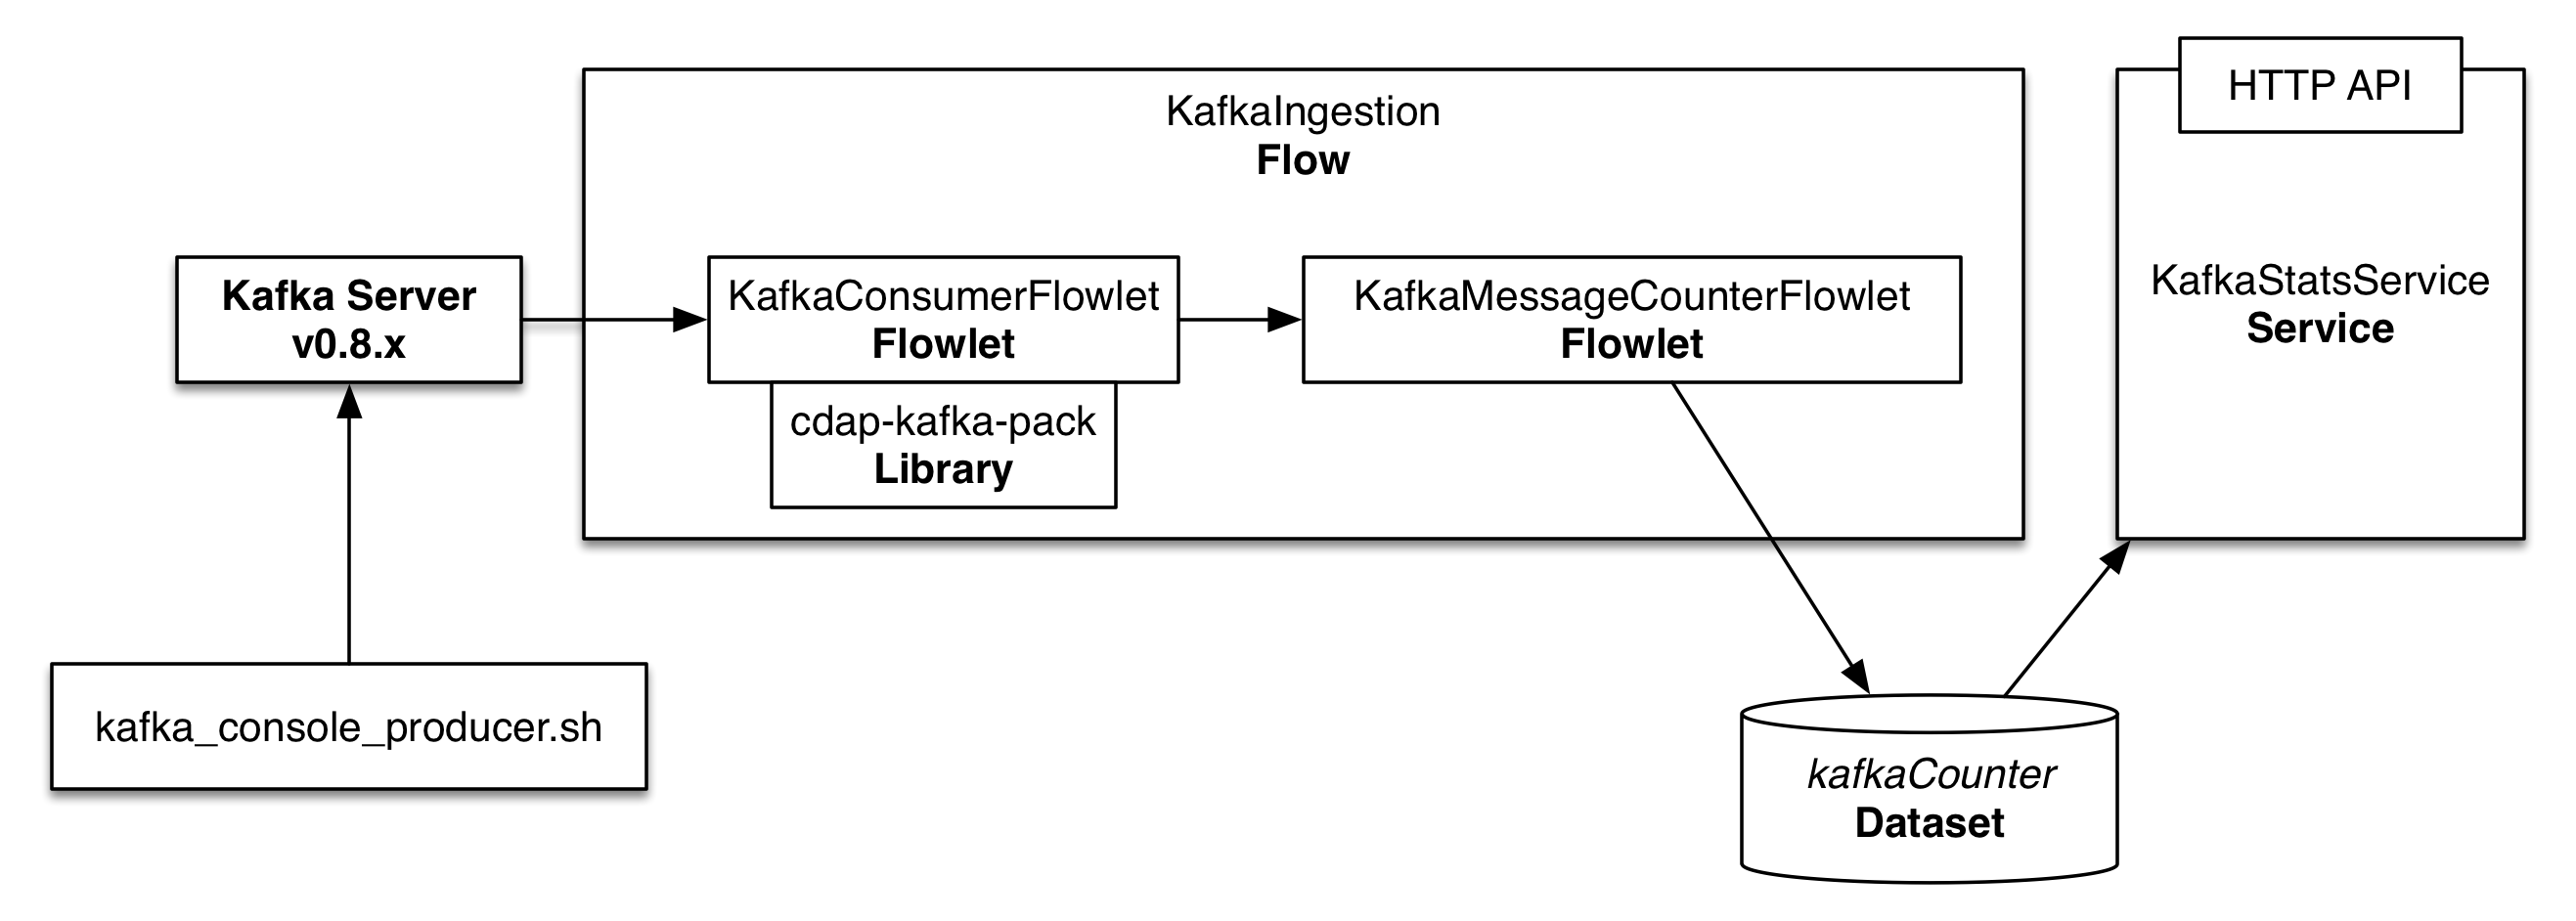 HTTP API
KafkaIngestion
Flow
Kafka Server
v0.8.x
KafkaConsumerFlowlet
Flowlet
cdap-kafka-pack
Library
KafkaMessageCounterFlowlet
Flowlet
KafkaStatsService
Service
kafka_console_producer.sh
kafkaCounter
Dataset